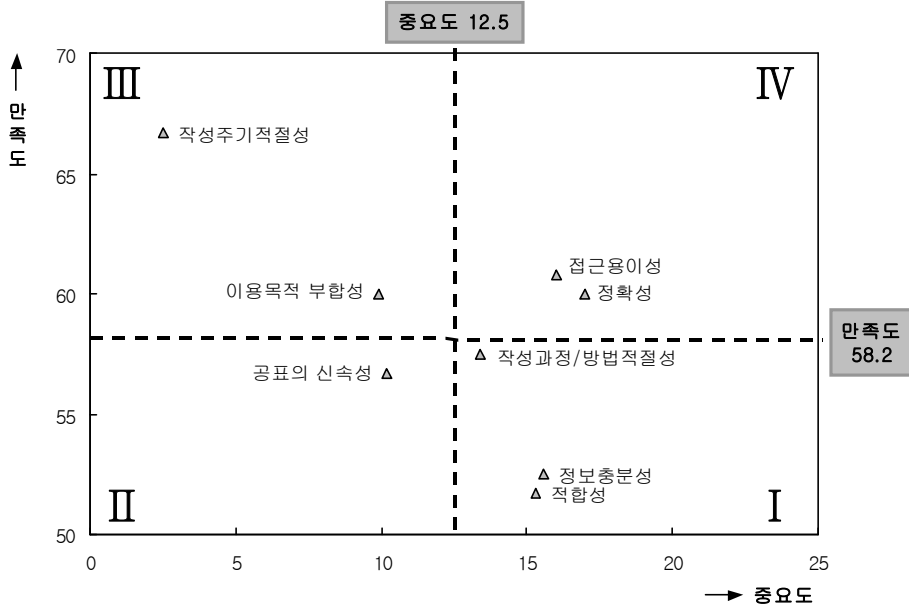 중요도 12.5
70
Ⅲ
Ⅳ
만족도
작성주기적절성
65
접근용이성
60
이용목적 부합성
정확성
만족도
58.2
작성과정/방법적절성
공표의 신속성
55
정보충분성
적합성
Ⅱ
Ⅰ
50
0
5
10
15
20
25
중요도